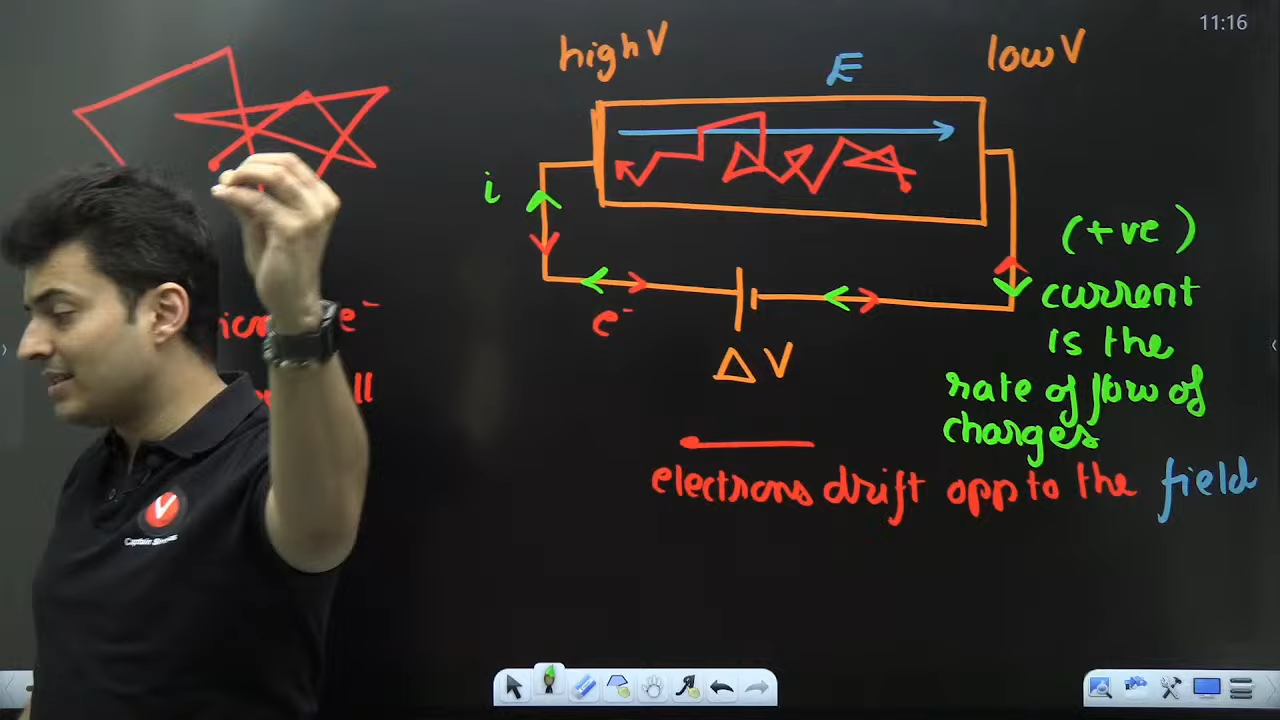 11:16
high V
low V
E
i
(+ve)
current
is the
rate of flow of
charges
e-
e-
ΔV
electrons drift opp to the field
V